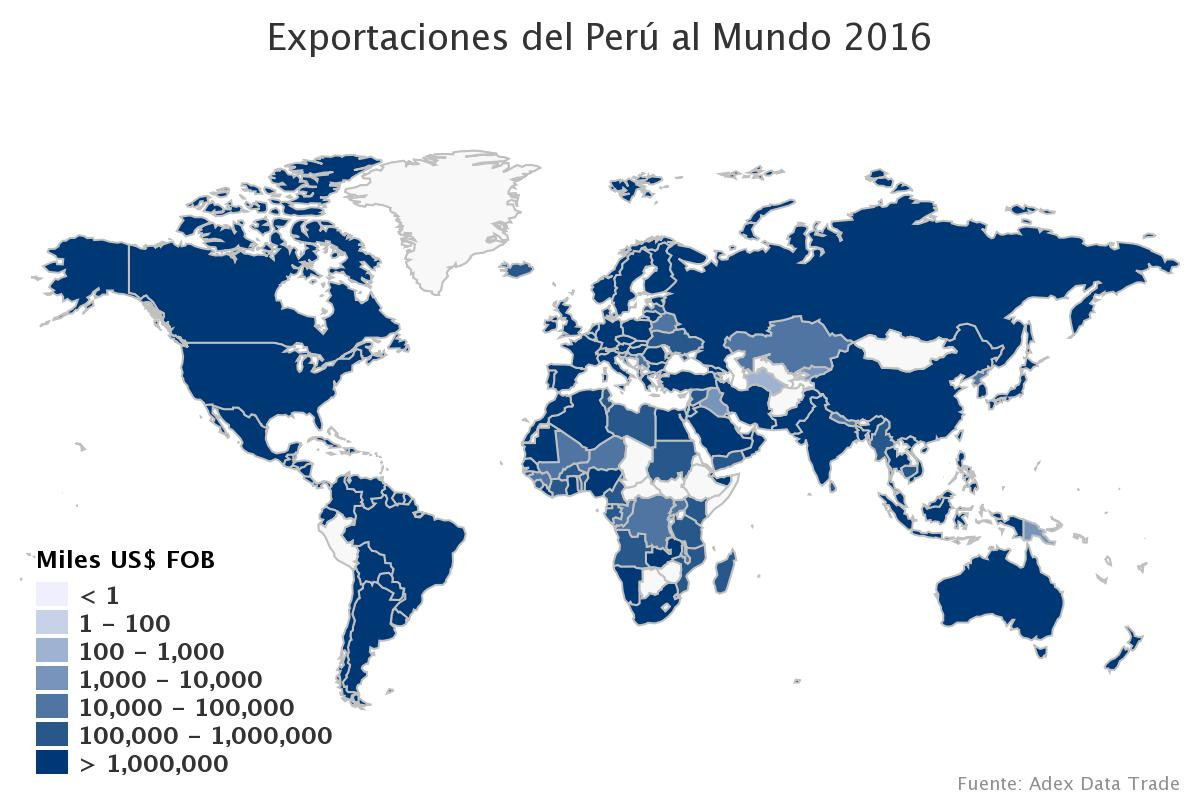 Exportaciones del Perú al Mundo 2016
Miles US$ FOB
< 1
1 – 100
100 – 1,000
1,000 – 10,000
10,000 – 100,000
100,000 – 1,000,000
> 1,000,000
Fuente: Adex Data Trade